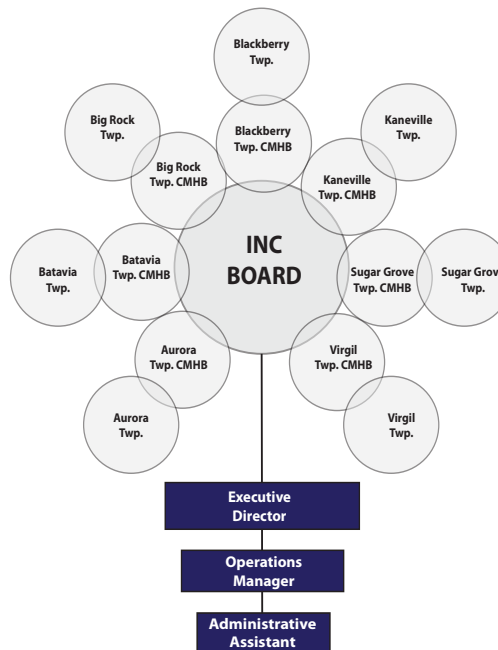 Blackberry
Twp.
Big Rock
Twp.
Blackberry
Twp. CMHB
Kaneville
Twp.
Big Rock
Twp. CMHB
Kaneville
Twp. CMHB
INC
BOARD
Batavia
Twp.
Batavia
Twp. CMHB
Sugar Grove
Twp. CMHB
Sugar Grove
Twp.
Aurora
Twp. CMHB
Virgil
Twp. CMHB
Aurora
Twp.
Virgil
Twp.
Executive
Director
Operations
Manager
Administrative
Assistant